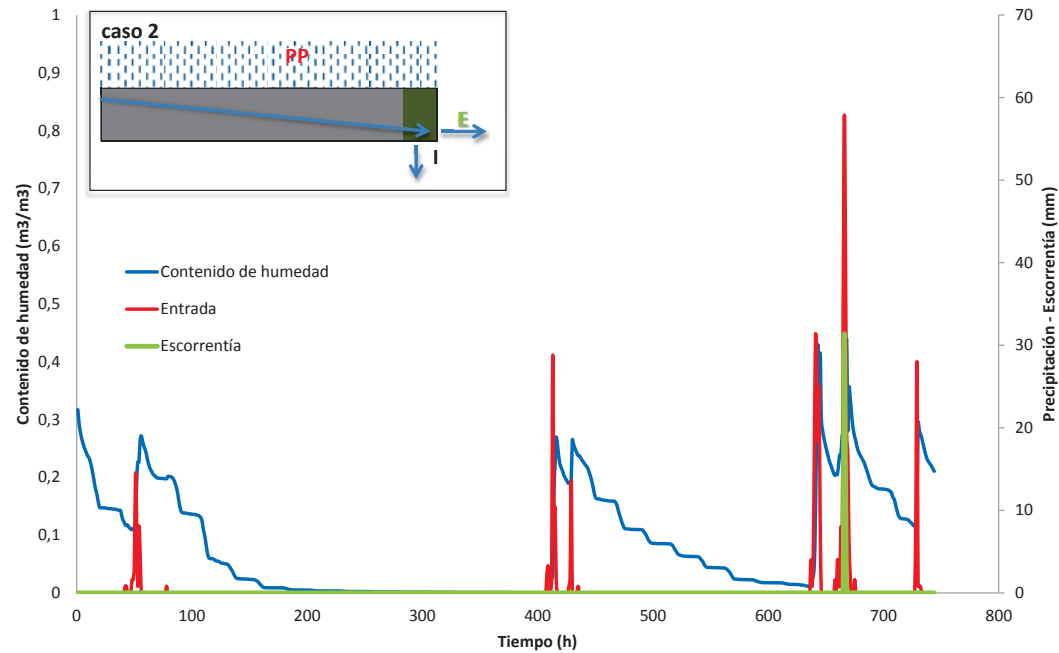 caso 2
PP
E
I
Contenido de humedad (m3/m3)
1
0,9
0,8
0,7
0,6
0,5
0,4
0,3
0,2
0,1
0
Contenido de humedad
Entrada
Escorrentía
70
60
50
40
30
20
10
0
Precipitación - Escorrentía (mm)
0 100 200 300 400 500 600 700 800
Tiempo (h)